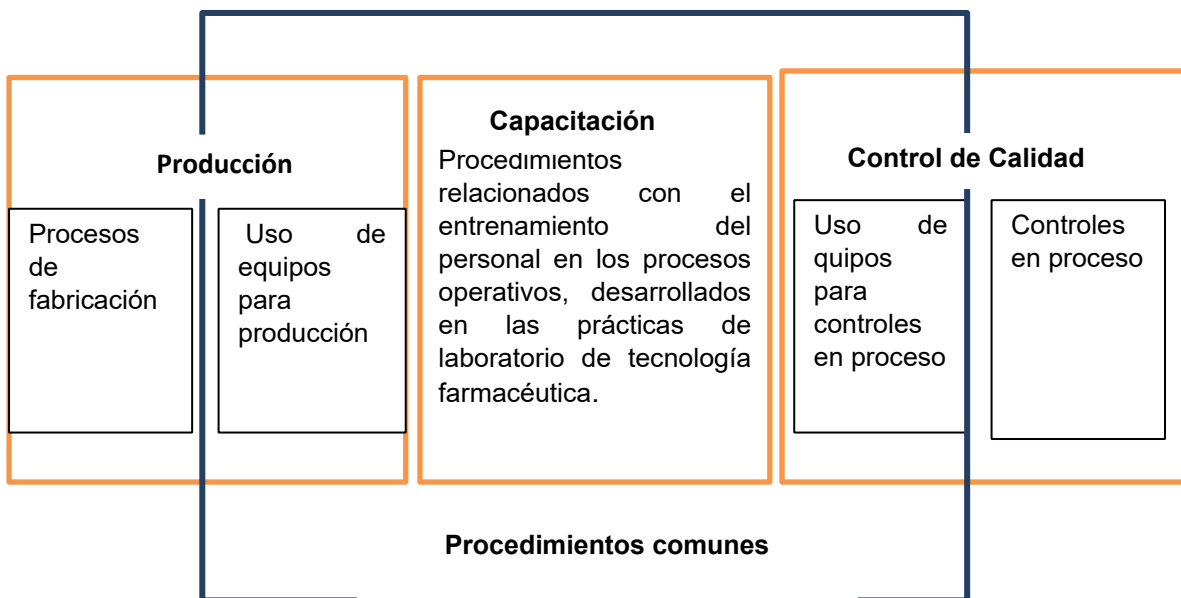 Producción
Procesos
de
fabricación
Uso de
equipos
para
producción
Capacitación
Procedimientos
relacionados con el
entrenamiento del
personal en los procesos
operativos, desarrollados
en las prácticas de
laboratorio de tecnología
farmacéutica.
Control de Calidad
Uso de
quipos
para
controles
en proceso
Controles
en proceso
Procedimientos comunes